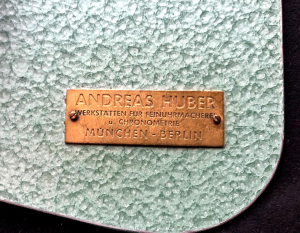 ANDREAS HUBER
WERKSTÄTTEN FÜR FEINUHRMACHEREI
u. CHRONOMETRIE
MÜNCHEN - BERLIN